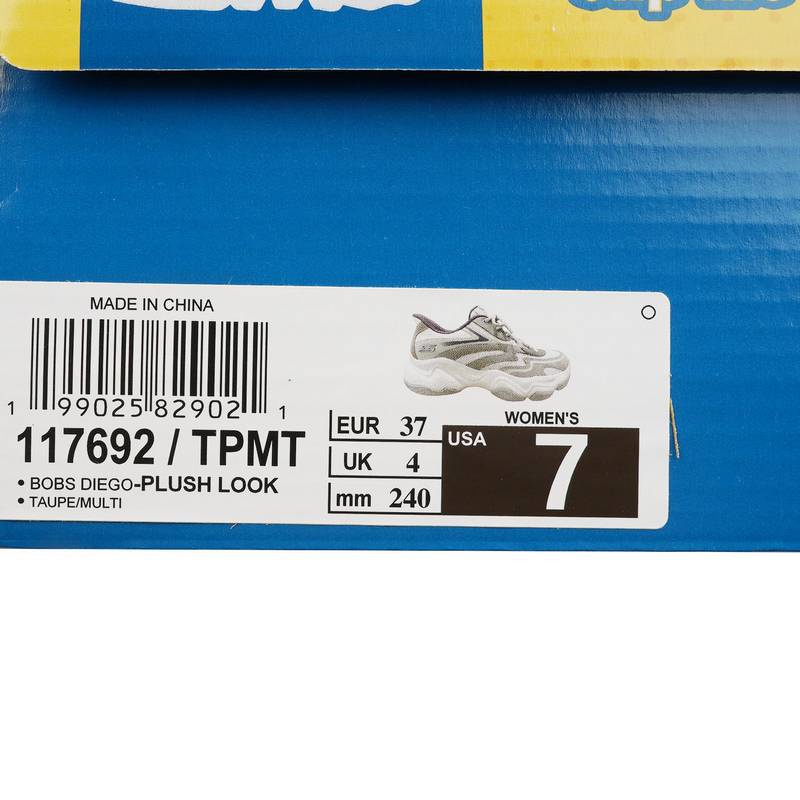 MADE IN CHINA
1 99025 82902 1
117692 / TPMT
• BOBS DIEGO-PLUSH LOOK
• TAUPE/MULTI
EUR 37
UK 4
mm 240
WOMEN'S
USA 7